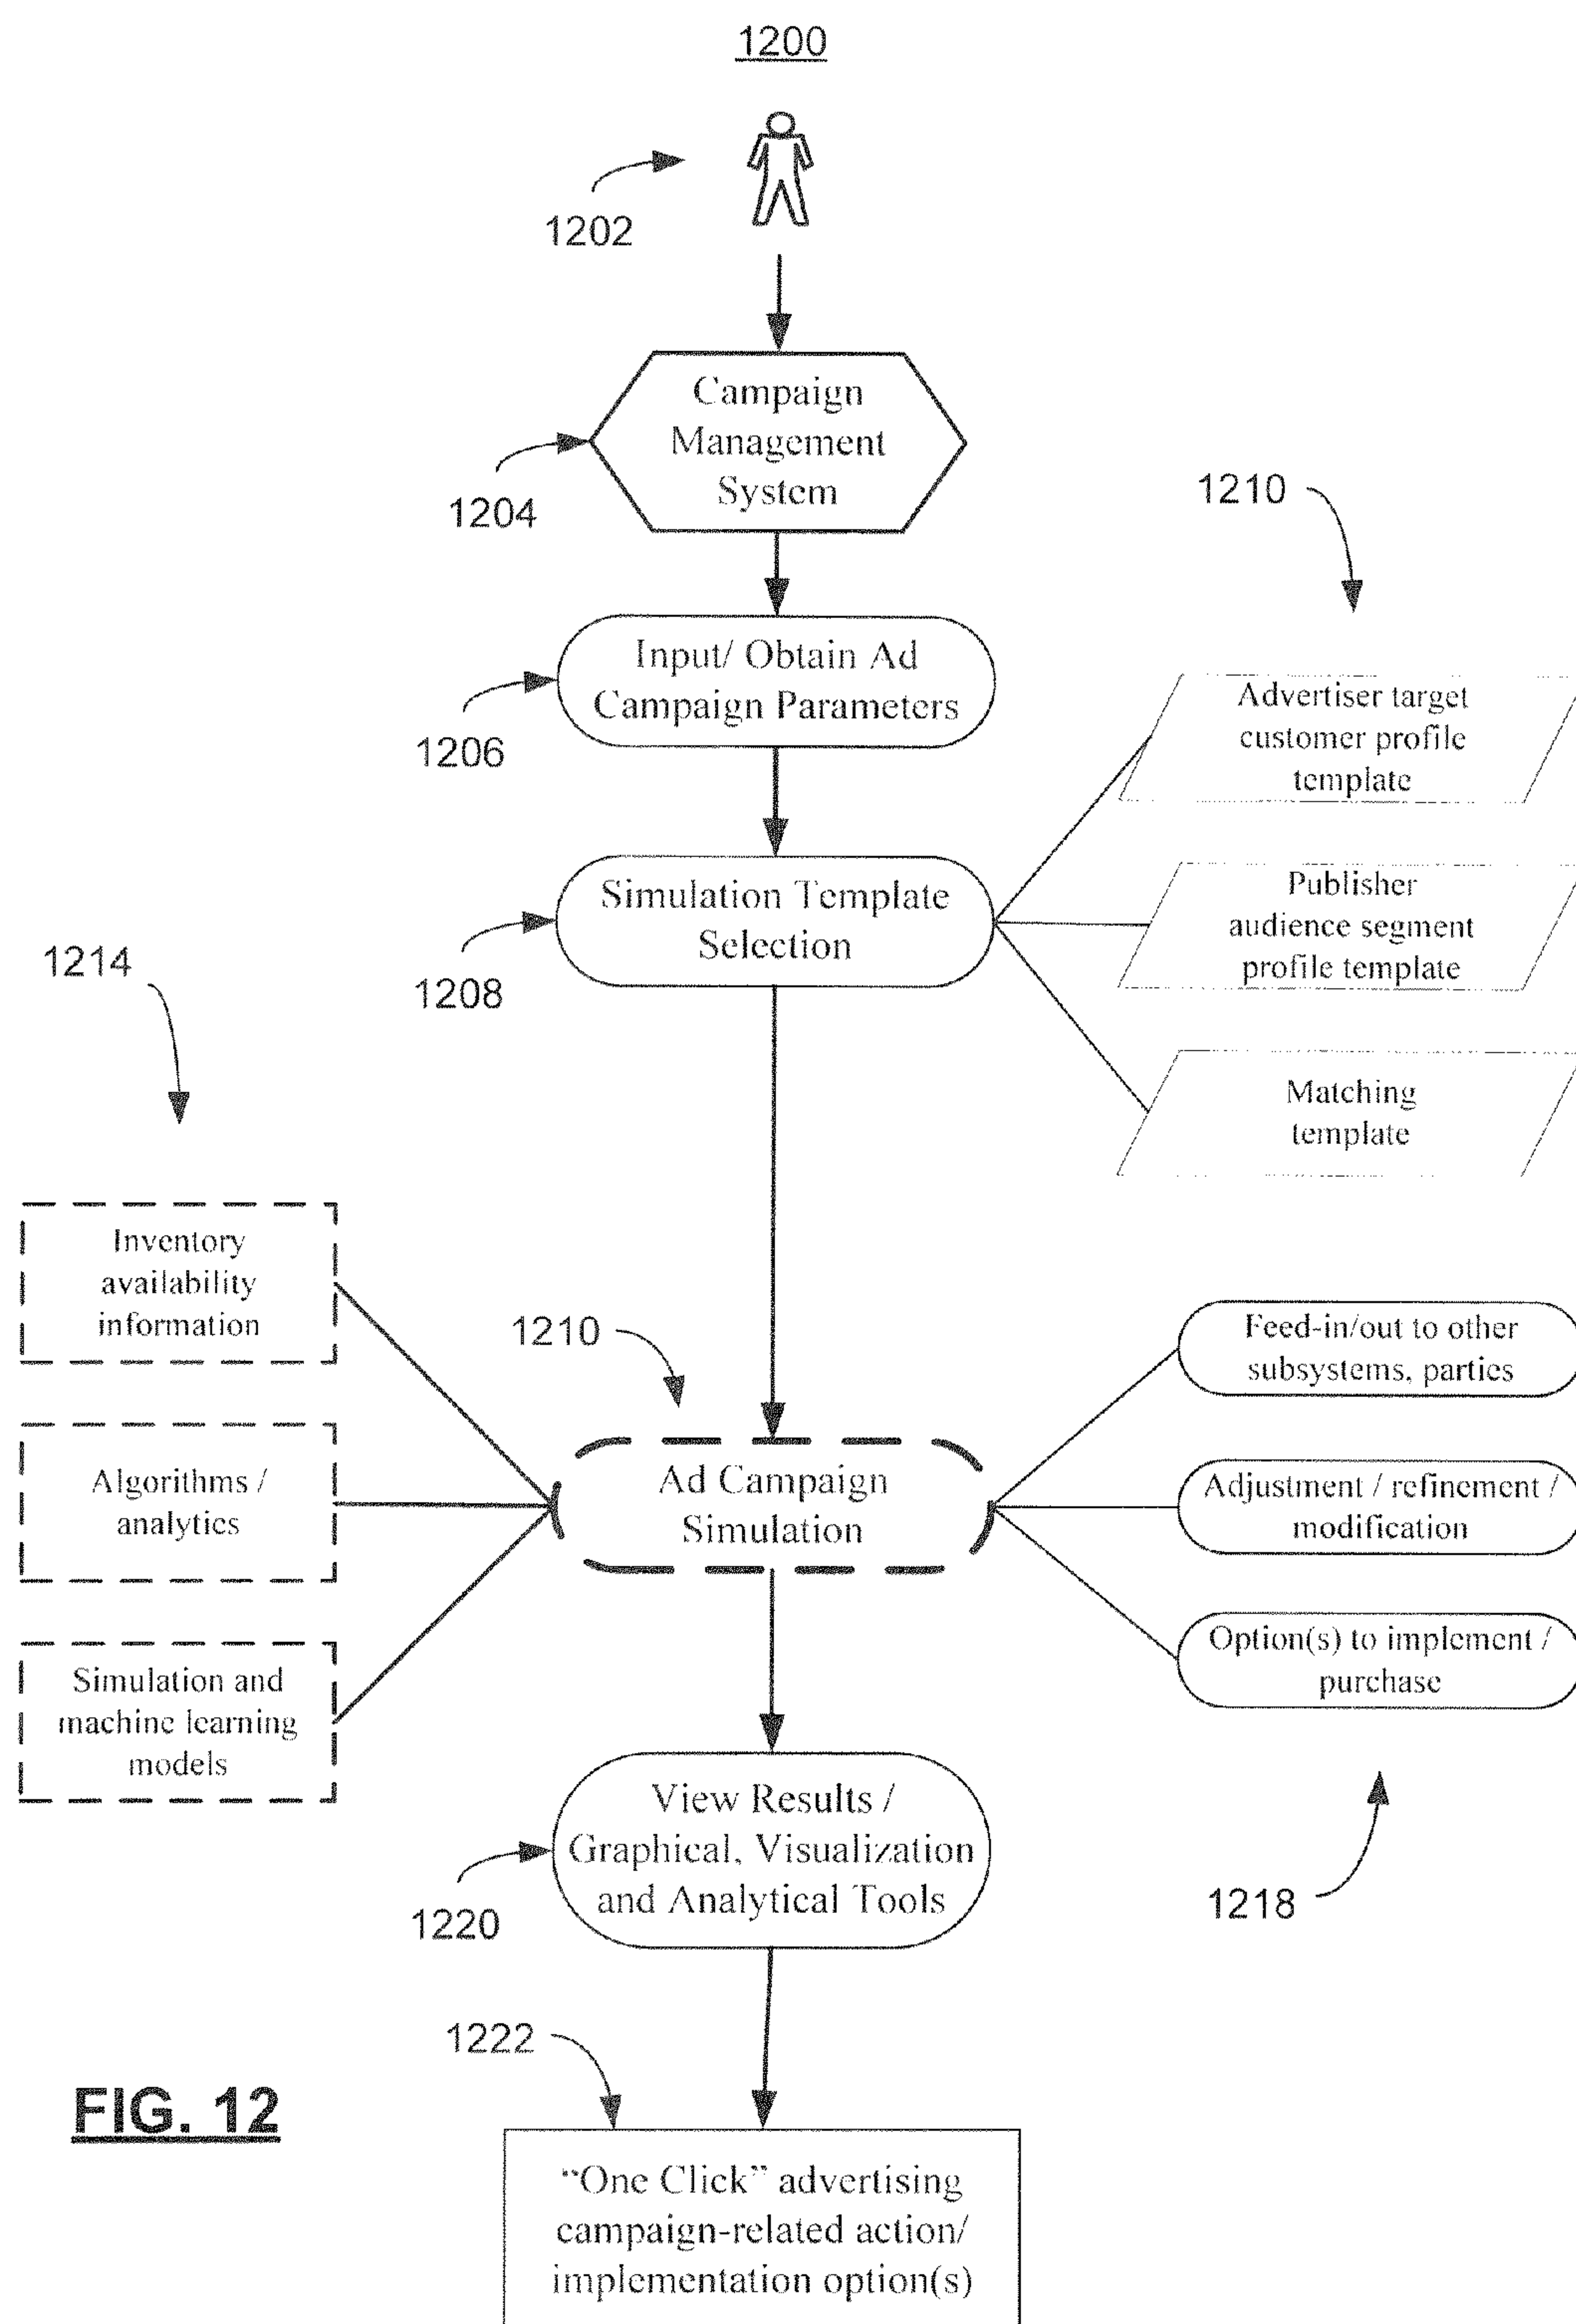 1200
1202
Campaign
Management
System
1204
1210
Input/ Obtain Ad
Campaign Parameters
1206
Advertiser target
customer profile
template
Simulation Template
Selection
1208
Publisher
audience segment
profile template
1214
Matching
template
Inventory
availability
information
1210
Feed-in/out to other
subsystems, parties
Algorithms /
analytics
Ad Campaign
Simulation
Adjustment / refinement /
modification
Simulation and
machine learning
models
Option(s) to implement /
purchase
View Results /
Graphical, Visualization
and Analytical Tools
1220
1218
1222
FIG. 12
"One Click" advertising
campaign-related action/
implementation option(s)